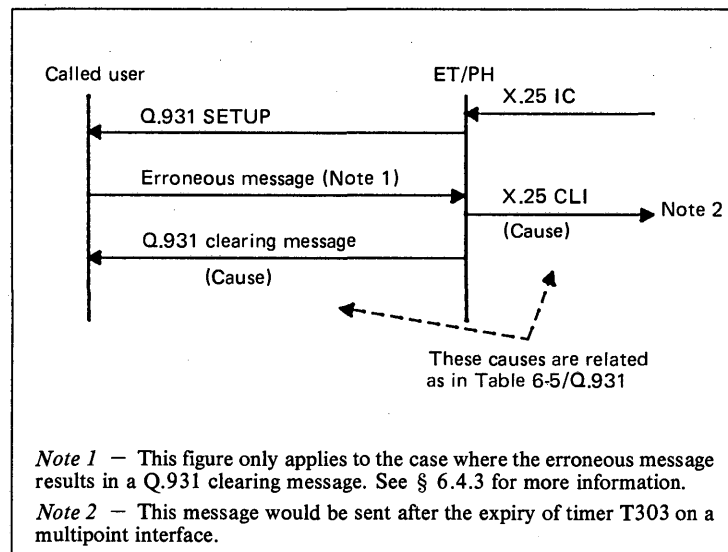 Called user
ET/PH
X.25 IC
Q.931 SETUP
Erroneous message (Note 1)
X.25 CLI
Note 2
(Cause)
Q.931 clearing message
(Cause)
These causes are related
as in Table 6-5/Q.931
Note 1 — This figure only applies to the case where the erroneous message
results in a Q.931 clearing message. See § 6.4.3 for more information.
Note 2 — This message would be sent after the expiry of timer T303 on a
multipoint interface.